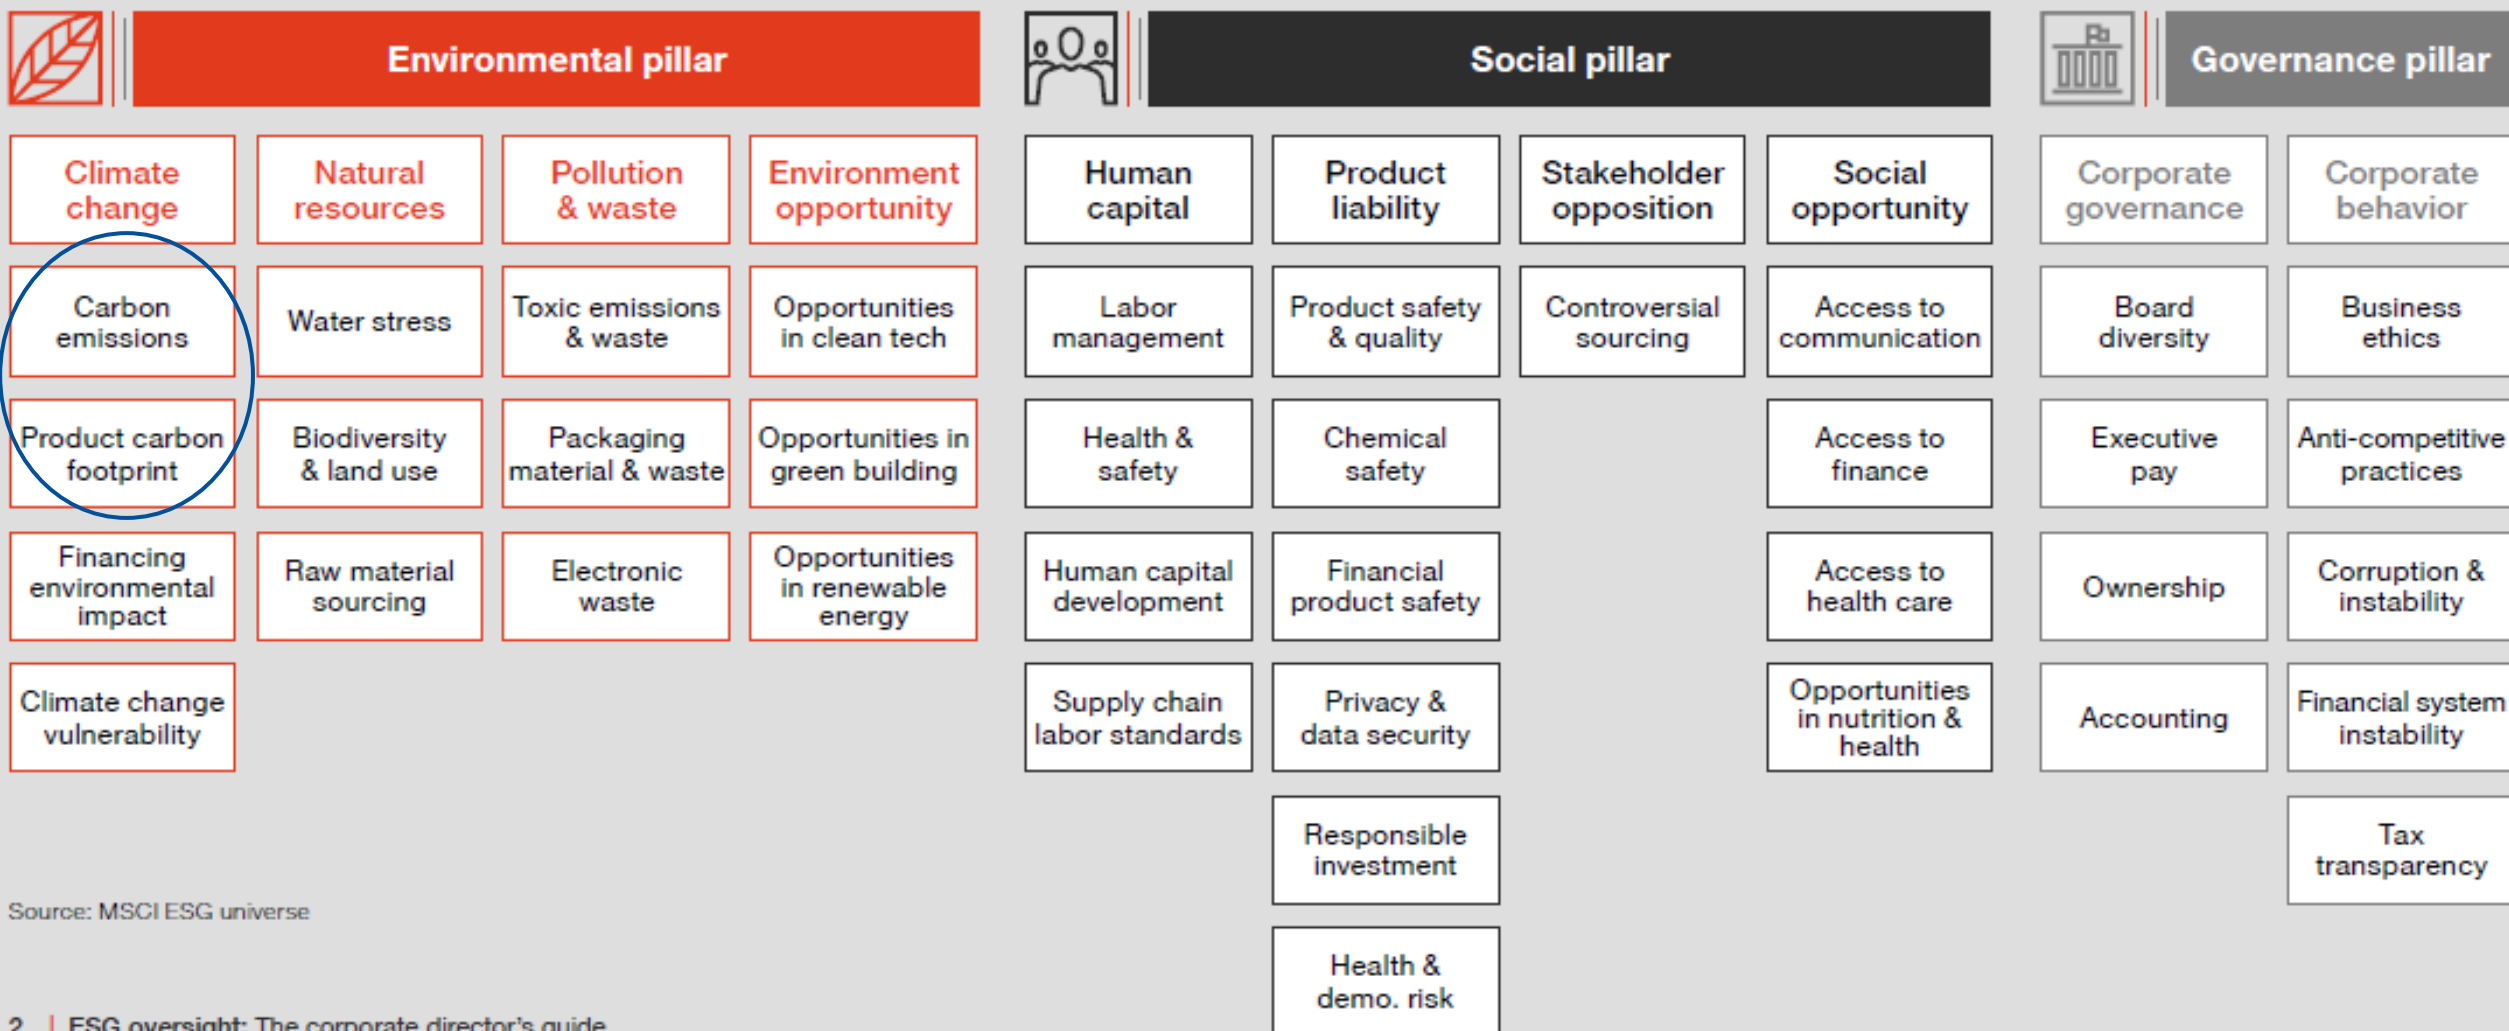 Environmental pillar
Climate
change
Carbon
emissions
Product carbon
footprint
Financing
environmental
impact
Climate change
vulnerability
Natural
resources
Water stress
Biodiversity
& land use
Raw material
sourcing
Pollution
& waste
Toxic emissions
& waste
Packaging
material & waste
Electronic
waste
Environment
opportunity
Opportunities
in clean tech
Opportunities in
green building
Opportunities
in renewable
energy
Social pillar
Human
capital
Labor
management
Health &
safety
Human capital
development
Supply chain
labor standards
Product
liability
Product safety
& quality
Chemical
safety
Financial
product safety
Privacy &
data security
Responsible
investment
Health &
demo. risk
Stakeholder
opposition
Controversial
sourcing
Social
opportunity
Access to
communication
Access to
finance
Access to
health care
Opportunities
in nutrition &
health
Governance pillar
Corporate
governance
Board
diversity
Executive
pay
Ownership
Accounting
Corporate
behavior
Business
ethics
Anti-competitive
practices
Corruption &
instability
Financial system
instability
Tax
transparency
Source: MSCI ESG universe
2 | ESG oversight: The corporate director's guide